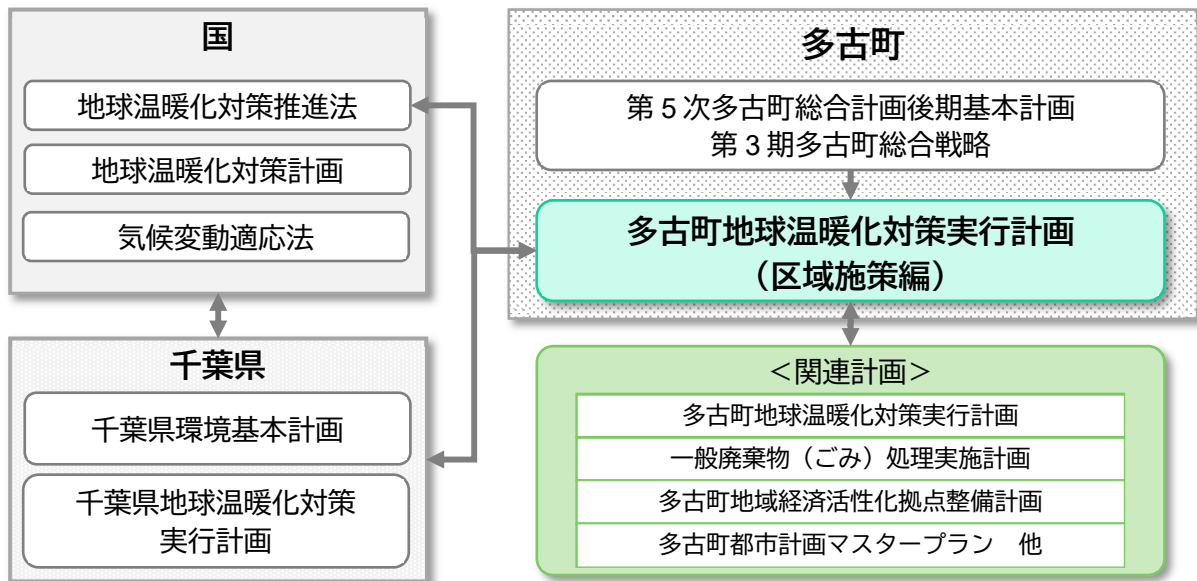 国
地球温暖化対策推進法
地球温暖化対策計画
気候変動適応法
千葉県
千葉県環境基本計画
千葉県地球温暖化対策
実行計画
多古町
第5次多古町総合計画後期基本計画
第3期多古町総合戦略
多古町地球温暖化対策実行計画
（区域施策編）
＜関連計画＞
多古町地球温暖化対策実行計画
一般廃棄物（ごみ）処理実施計画
多古町地域経済活性化拠点整備計画
多古町都市計画マスタープラン　他